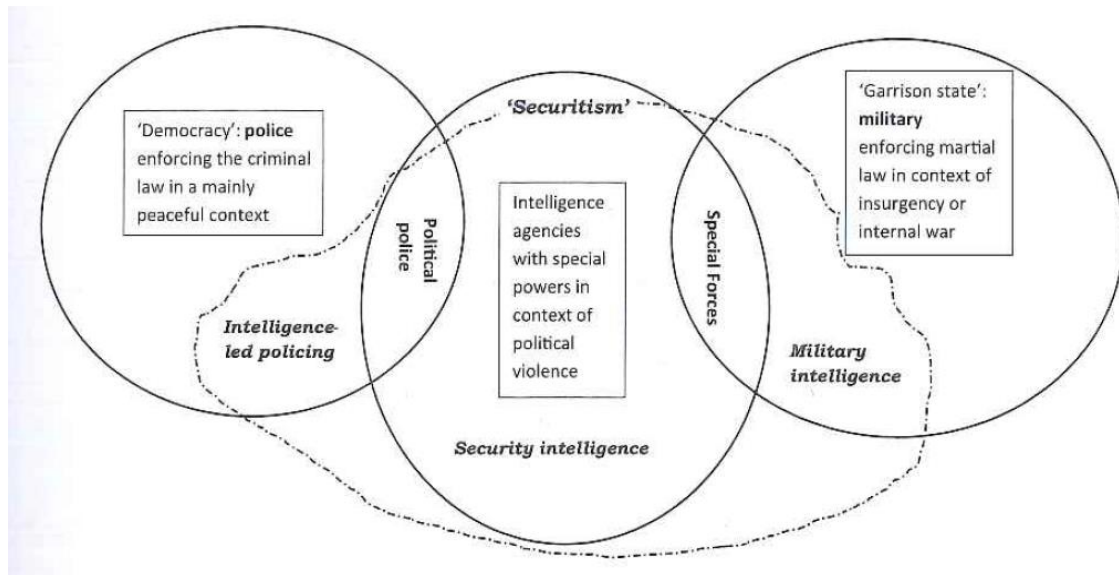 'Securitism'
'Democracy': police
enforcing the criminal
law in a mainly
peaceful context
Political
police
Intelligence-
led policing
Intelligence
agencies
with special
powers in
context of
political
violence
Security intelligence
Special Forces
'Garrison state':
military
enforcing martial
law in context of
insurgency or
internal war
Military
intelligence